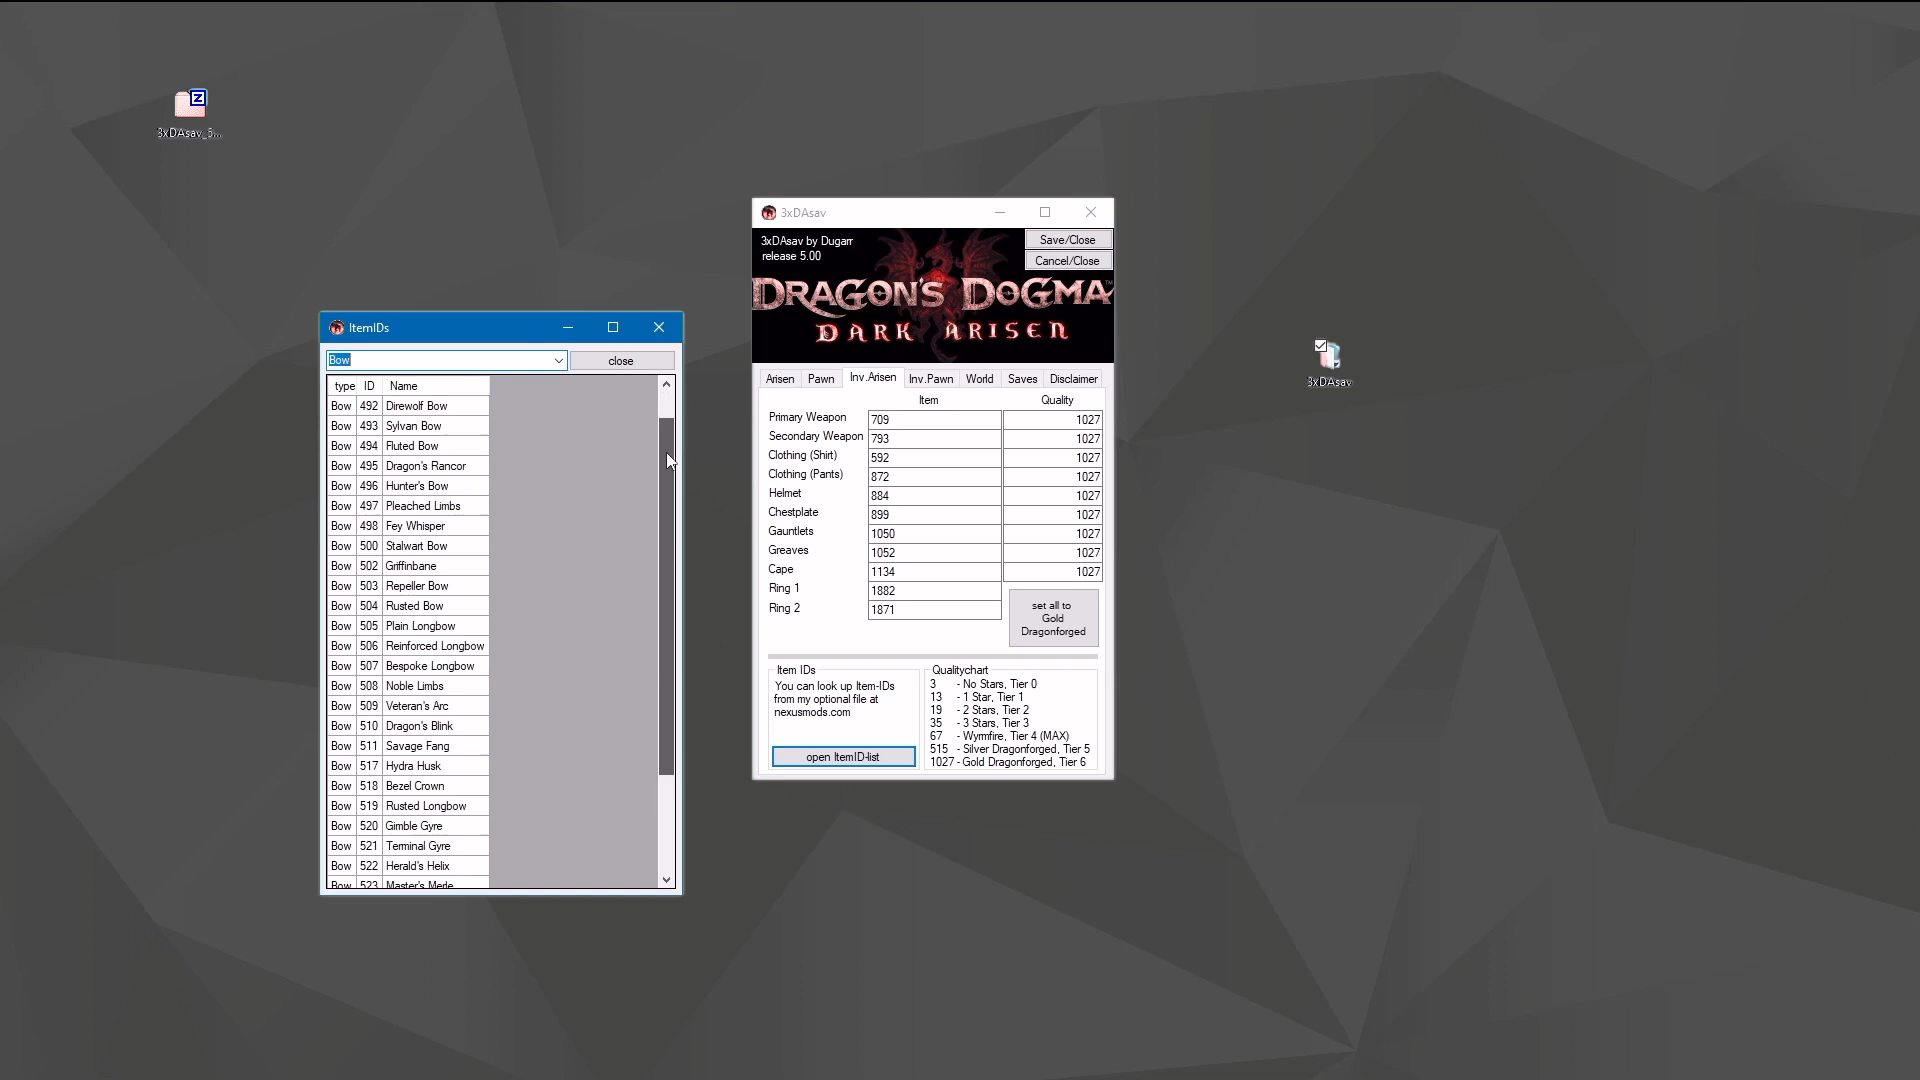 3xDAsav_5...
3xDAsav
3xDAsav
3xDAsav by Dugarr
release 5.00
Save/Close
Cancel/Close
DRAGON'S DOGMA
DARK ARISEN
Arisen Pawn Inv.Arisen Inv.Pawn World Saves Disclaimer
Item Quality
Primary Weapon 709 1027
Secondary Weapon 793 1027
Clothing (Shirt) 592 1027
Clothing (Pants) 872 1027
Helmet 884 1027
Chestplate 899 1027
Gauntlets 1050 1027
Greaves 1052 1027
Cape 1134 1027
Ring 1 1882
Ring 2 1871
set all to
Gold
Dragonforged
Item IDs
You can look up Item-IDs
from my optional file at
nexusmods.com
open ItemID-list
Qualitychart
3 - No Stars, Tier 0
13 - 1 Star, Tier 1
19 - 2 Stars, Tier 2
35 - 3 Stars, Tier 3
67 - Wyrmfire, Tier 4 (MAX)
515 - Silver Dragonforged, Tier 5
1027 - Gold Dragonforged, Tier 6
ItemIDs
Bow
close
type ID Name
Bow 492 Direwolf Bow
Bow 493 Sylvan Bow
Bow 494 Fluted Bow
Bow 495 Dragon's Rancor
Bow 496 Hunter's Bow
Bow 497 Pleached Limbs
Bow 498 Fey Whisper
Bow 500 Stalwart Bow
Bow 502 Griffinbane
Bow 503 Repeller Bow
Bow 504 Rusted Bow
Bow 505 Plain Longbow
Bow 506 Reinforced Longbow
Bow 507 Bespoke Longbow
Bow 508 Noble Limbs
Bow 509 Veteran's Arc
Bow 510 Dragon's Blink
Bow 511 Savage Fang
Bow 517 Hydra Husk
Bow 518 Bezel Crown
Bow 519 Rusted Longbow
Bow 520 Gimble Gyre
Bow 521 Terminal Gyre
Bow 522 Herald's Helix
Bow 523 Master's Merle